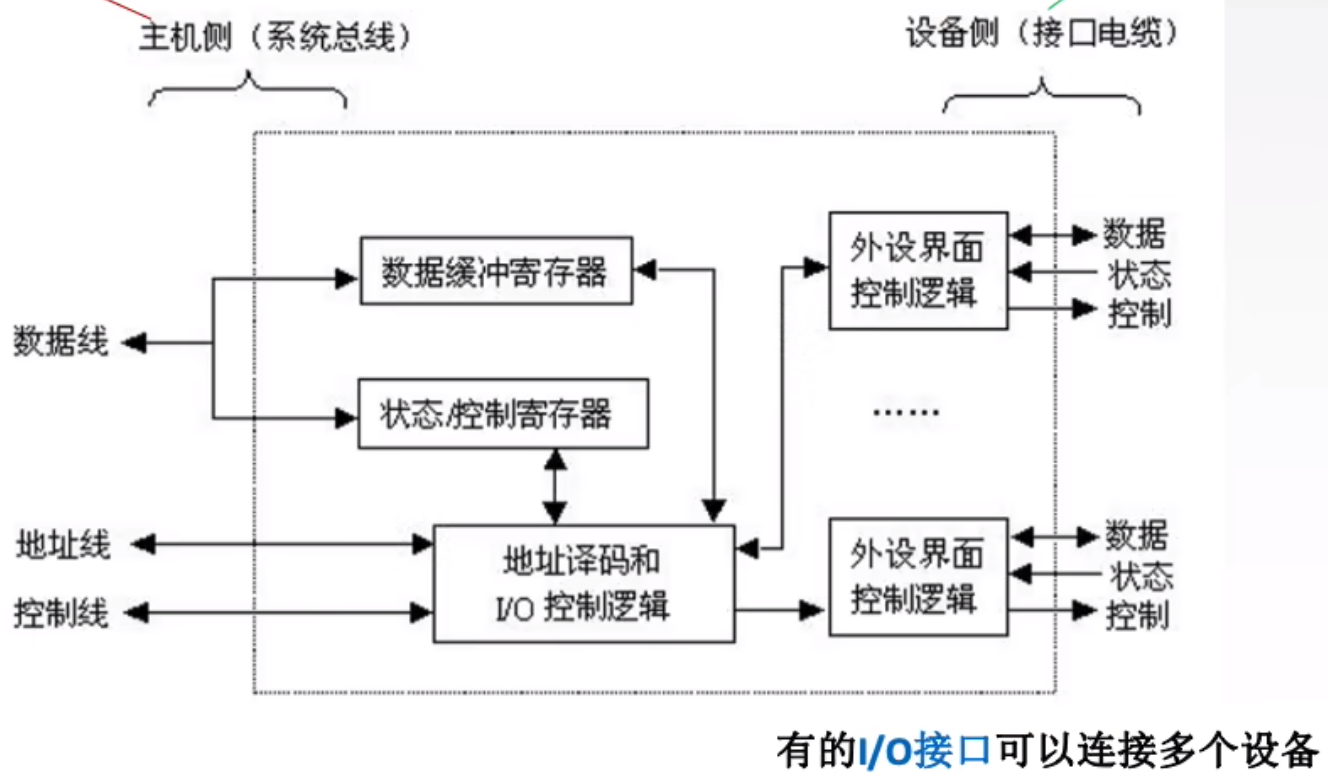 主机侧（系统总线）
设备侧（接口电缆）
数据缓冲寄存器
外设界面
控制逻辑
数据
状态
控制
数据线
状态/控制寄存器
……
地址线
控制线
地址译码和
I/O 控制逻辑
外设界面
控制逻辑
数据
状态
控制
有的I/O接口可以连接多个设备